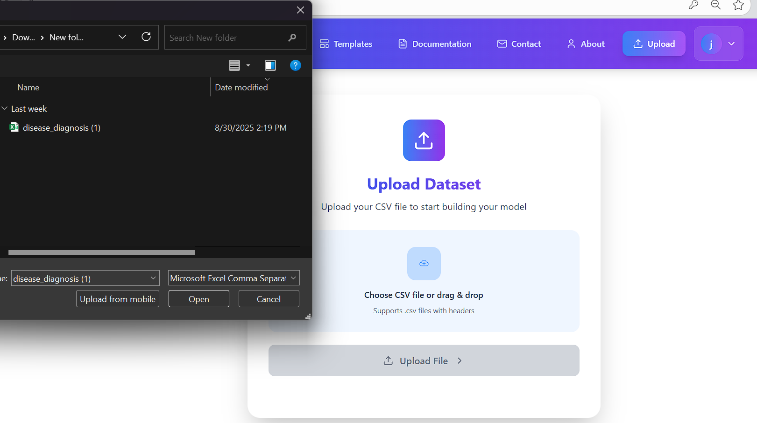 Dow... > New fol...
Search New folder
Name
Date modified
Last week
disease_diagnosis (1)
8/30/2025 2:19 PM
e:
disease_diagnosis (1)
Microsoft Excel Comma Separat
Upload from mobile
Open
Cancel
Templates
Documentation
Contact
About
Upload
j
Upload Dataset
Upload your CSV file to start building your model
Choose CSV file or drag & drop
Supports .csv files with headers
Upload File